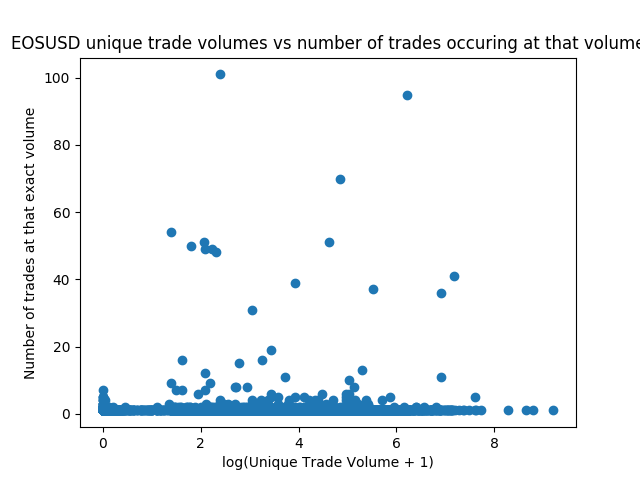 EOSUSD unique trade volumes vs number of trades occuring at that volume
Number of trades at that exact volume
100
80
60
40
20
0
0 2 4 6 8
log(Unique Trade Volume + 1)